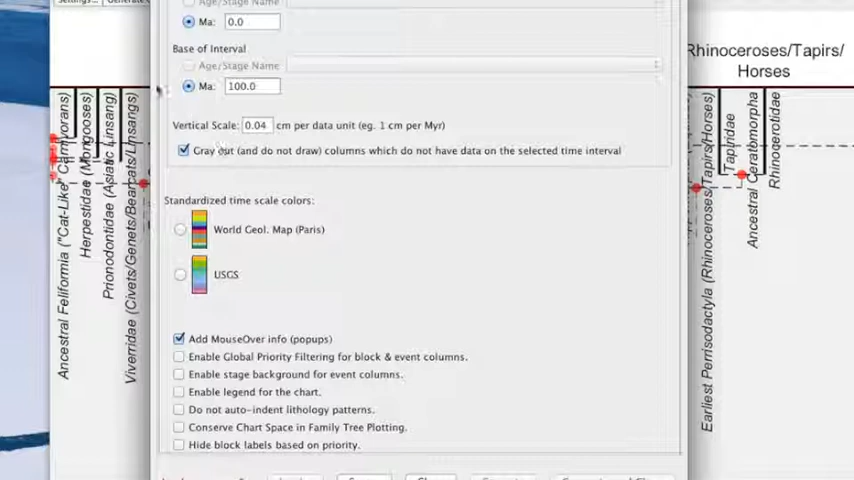 Age/Stage Name
Ma: 0.0
Base of Interval
Age/Stage Name
Ma: 100.0
Vertical Scale: 0.04 cm per data unit (eg. 1 cm per Myr)
Gray out (and do not draw) columns which do not have data on the selected time interval
Standardized time scale colors:
World Geol. Map (Paris)
USGS
Add MouseOver info (popups)
Enable Global Priority Filtering for block & event columns.
Enable stage background for event columns.
Enable legend for the chart.
Do not auto-indent lithology patterns.
Conserve Chart Space in Family Tree Plotting.
Hide block labels based on priority.
Ancestral Feliformia ("Cat-Like" Carnivorans)
Herpestidae (Mongooses)
Prionodontidae (Asiatic Linsang)
Viverridae (Civets/Genets/Bearcats/Linsangs)
Rhinoceroses/Tapirs/
Horses
Earliest Perrisodactyla (Rhinoceroses/Tapirs/Horses)
Tapiridae
Ancestral Ceratomorpha
Rhinocerotidae